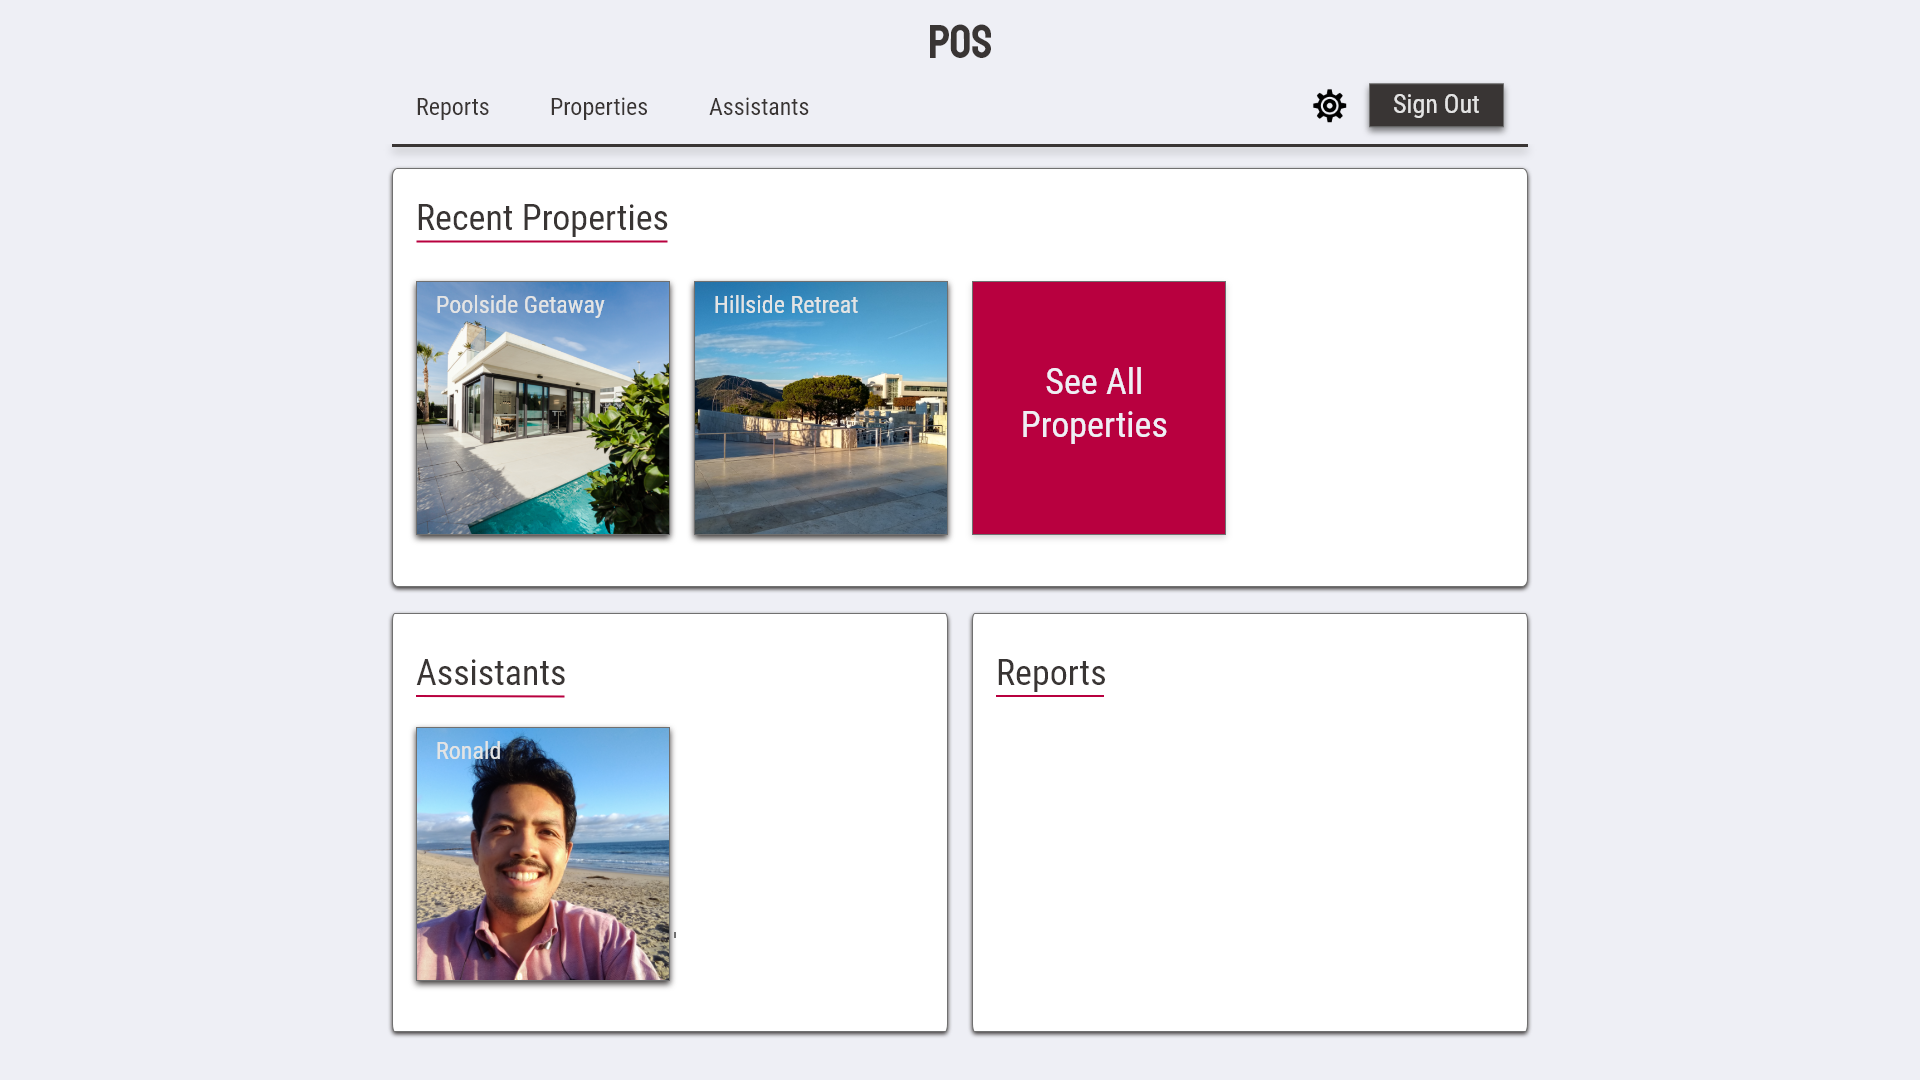 POS
Reports
Properties
Assistants
Sign Out
Recent Properties
Poolside Getaway
Hillside Retreat
See All
Properties
Assistants
Reports
Ronald